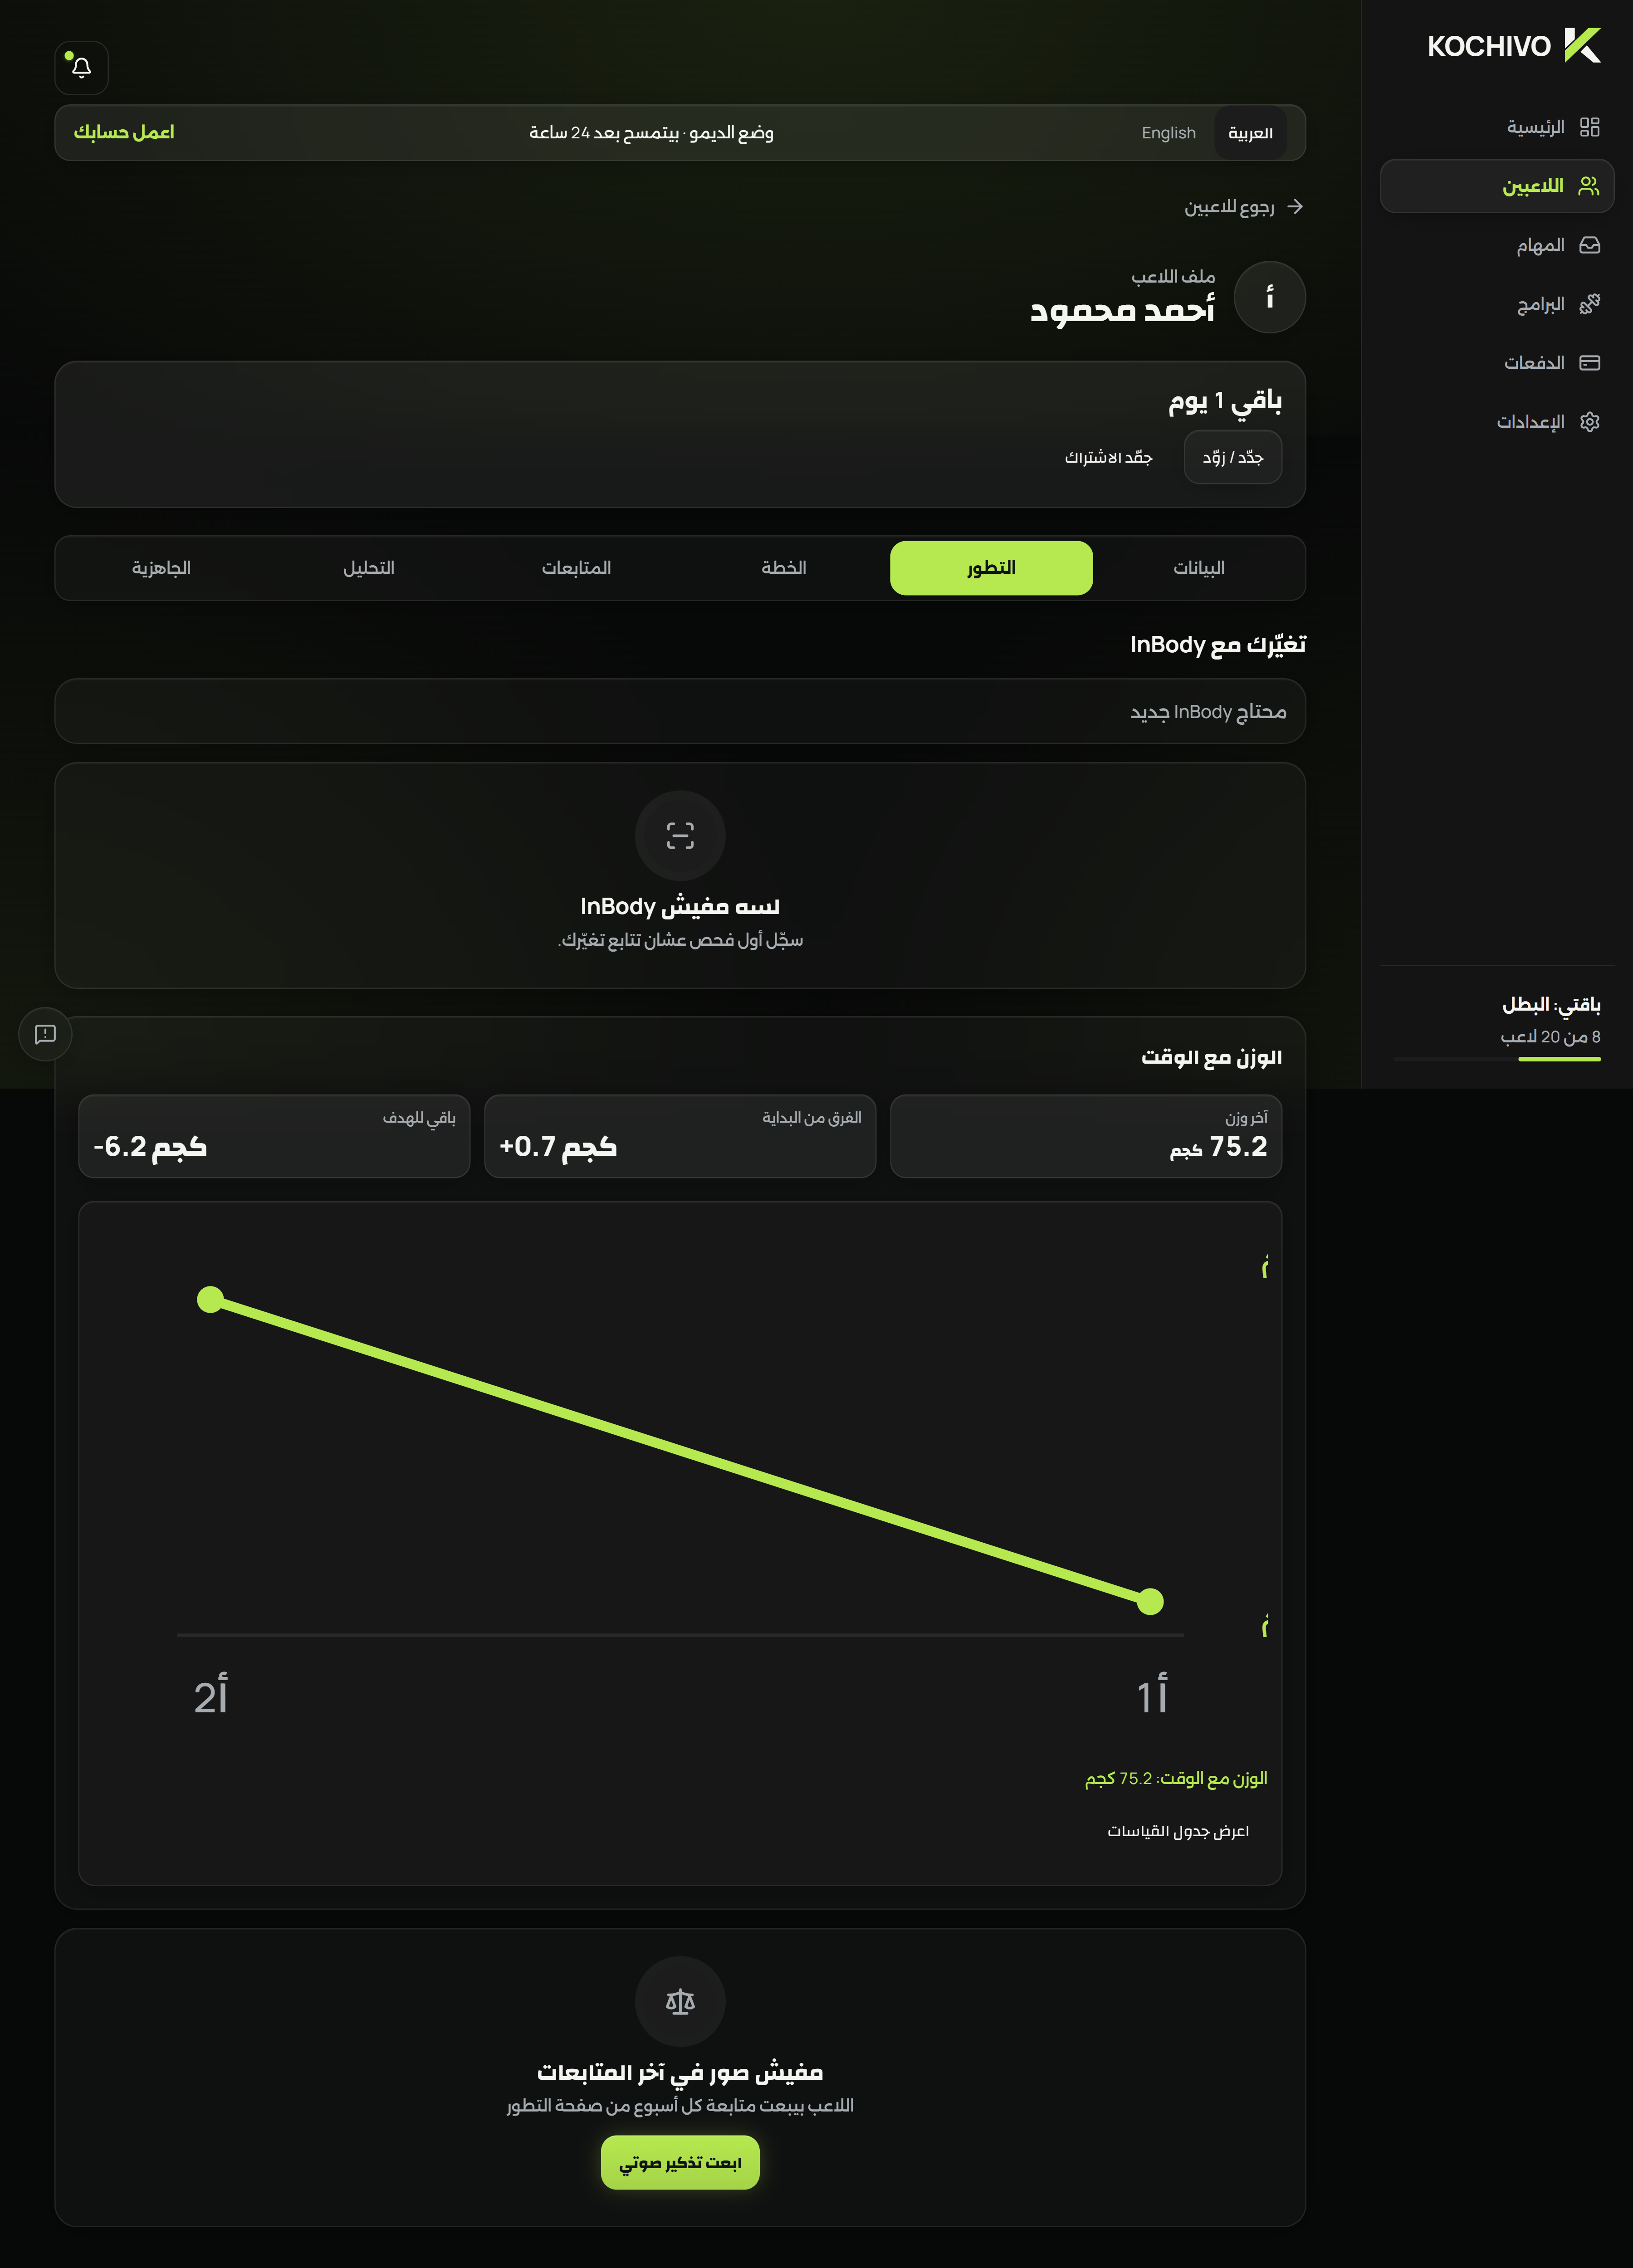 KOCHIVO
الرئيسية
اللاعبين
المهام
البرامج
الدفعات
الإعدادات
باقتي: البطل
8 من 20 لاعب
العربية
English
وضع الديمو · بيتمسح بعد 24 ساعة
اعمل حسابك
رجوع للاعبين
أ
ملف اللاعب
أحمد محمود
باقي 1 يوم
جدّد / زوّد
جمّد الاشتراك
البيانات
التطور
الخطة
المتابعات
التحليل
الجاهزية
تغيّرك مع InBody
محتاج InBody جديد
لسه مفيش InBody
سجّل أول فحص عشان تتابع تغيّرك.
الوزن مع الوقت
آخر وزن
75.2 كجم
الفرق من البداية
+0.7 كجم
باقي للهدف
-6.2 كجم
أ1
أ2
الوزن مع الوقت: 75.2 كجم
اعرض جدول القياسات
مفيش صور في آخر المتابعات
اللاعب بيبعت متابعة كل أسبوع من صفحة التطور
ابعت تذكير صوتي